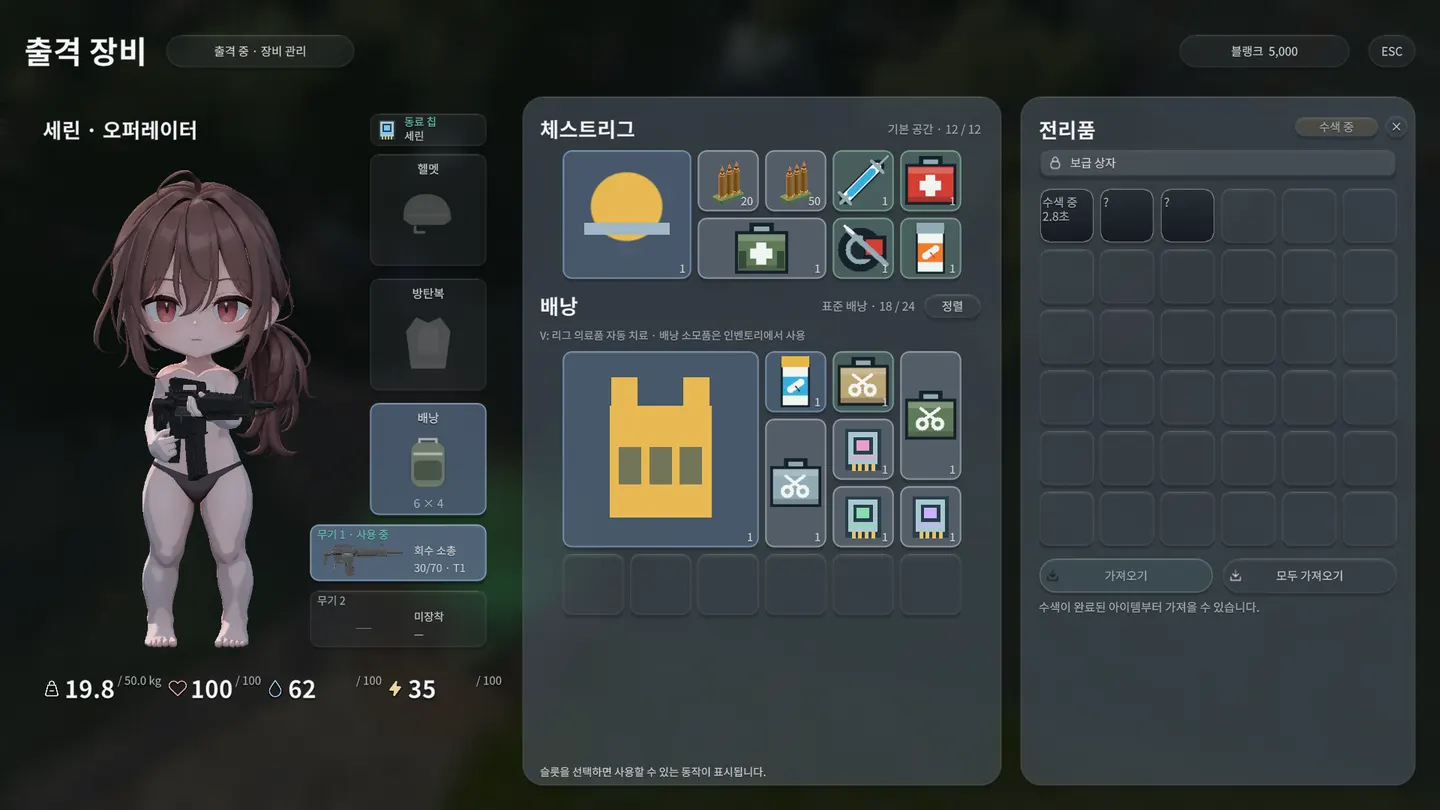 출격 장비
출격 중 · 장비 관리
블랭크 5,000
ESC
세린 · 오퍼레이터
동료 칩
세린
헬멧
방탄복
배낭
6 × 4
무기 1 · 사용 중
회수 소총
30/70 · T1
무기 2
미장착
—
—
19.8 / 50.0 kg
100 / 100
62 / 100
35 / 100
체스트리그
기본 공간 · 12 / 12
1
20
50
1
1
1
1
1
배낭
표준 배낭 · 18 / 24
정렬
V: 리그 의료품 자동 치료 · 배낭 소모품은 인벤토리에서 사용
1
1
1
1
1
1
1
1
슬롯을 선택하면 사용할 수 있는 동작이 표시됩니다.
전리품
수색 중
보급 상자
수색 중
2.8초
?
?
가져오기
모두 가져오기
수색이 완료된 아이템부터 가져올 수 있습니다.